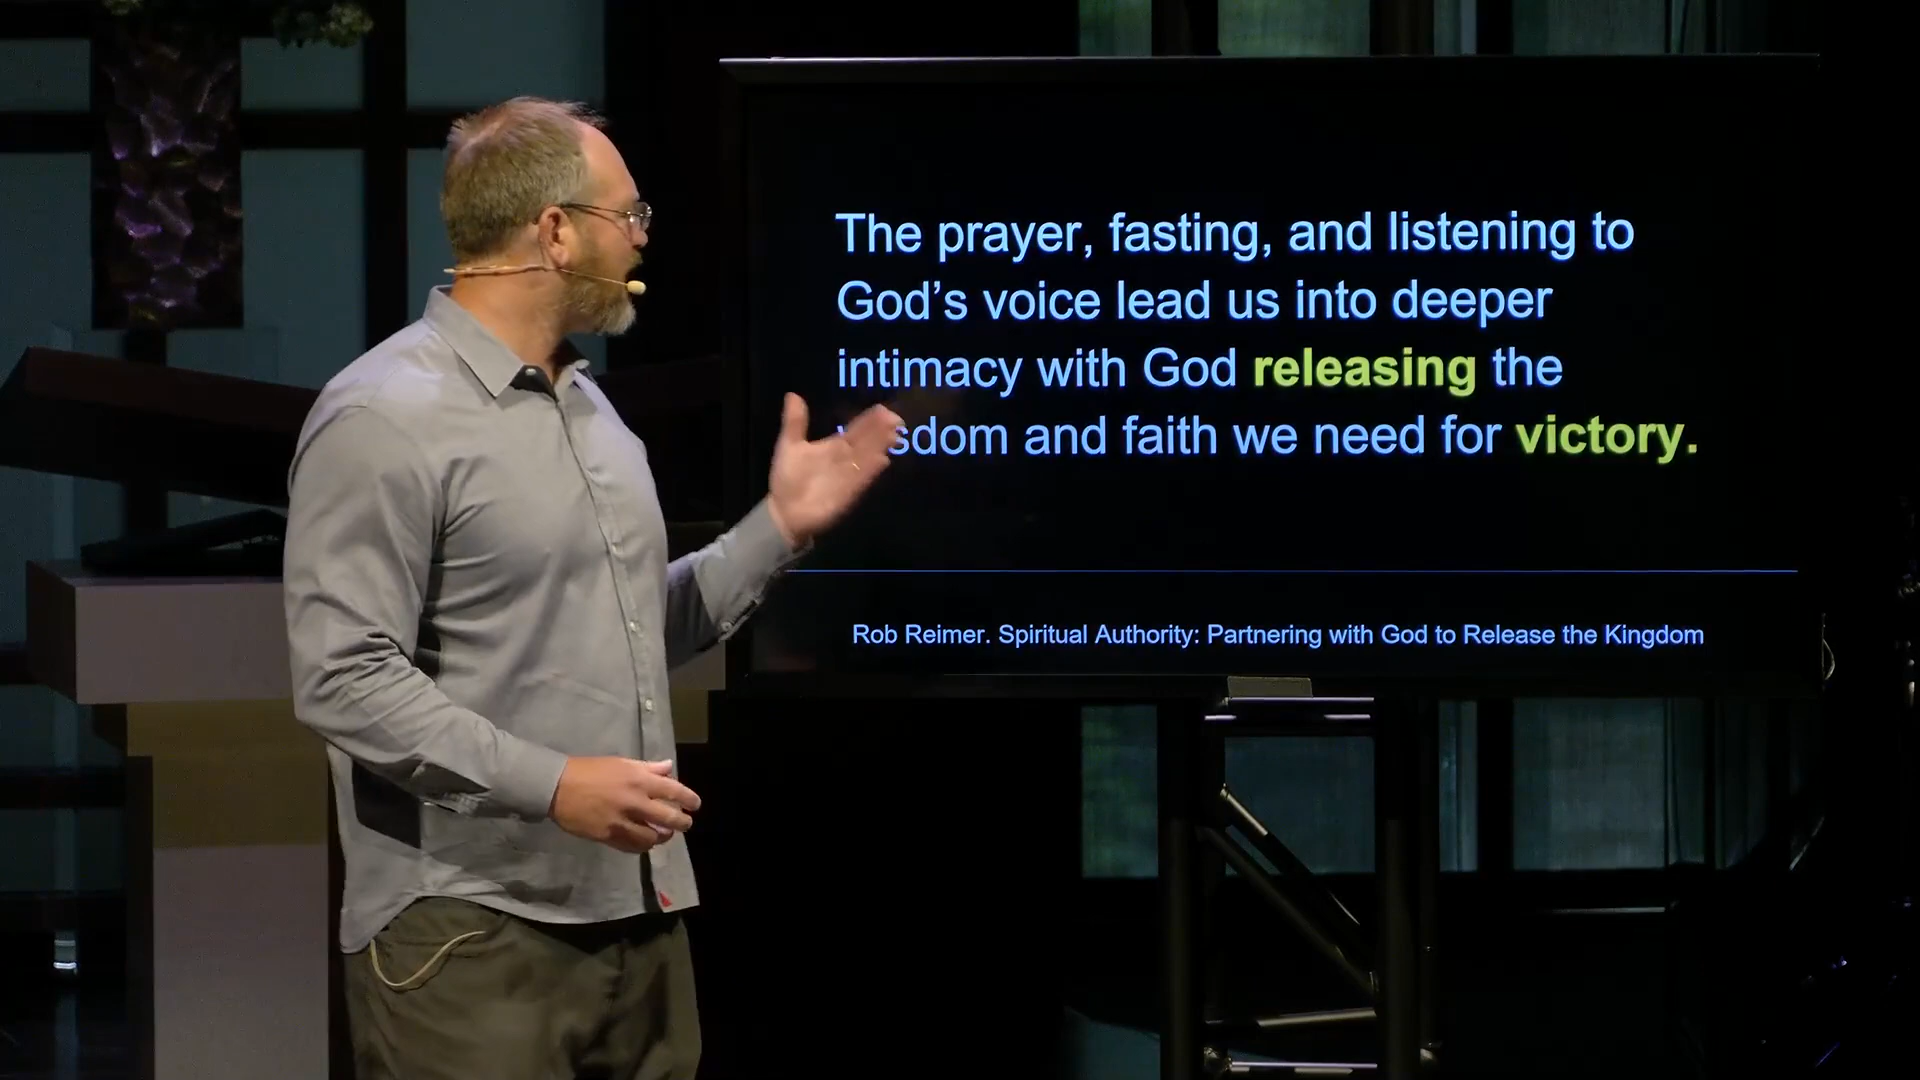 The prayer, fasting, and listening to
God’s voice lead us into deeper
intimacy with God releasing the
and faith we need for victory.
Rob Reimer. Spiritual Authority: Partnering with God to Release the Kingdom